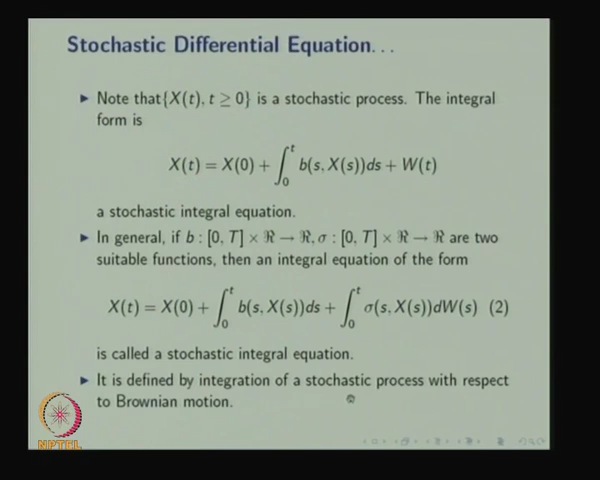 Stochastic Differential Equation. . .
▶ Note that{X(t), t ≥ 0} is a stochastic process. The integral
form is
X(t) = X(0) + ∫₀ᵗ b(s, X(s))ds + W(t)
a stochastic integral equation.
▶ In general, if b : [0, T] × ℜ → ℜ, σ : [0, T] × ℜ → ℜ are two
suitable functions, then an integral equation of the form
X(t) = X(0) + ∫₀ᵗ b(s, X(s))ds + ∫₀ᵗ σ(s, X(s))dW(s) (2)
is called a stochastic integral equation.
▶ It is defined by integration of a stochastic process with respect
to Brownian motion.
NPTEL